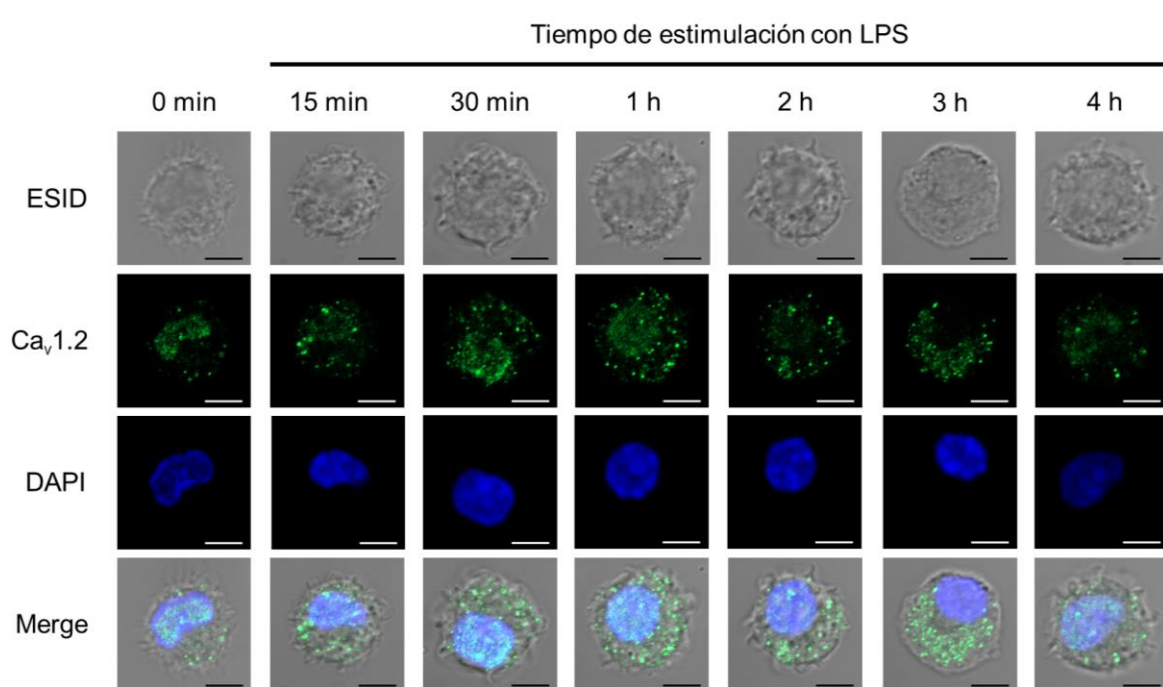 Tiempo de estimulación con LPS
0 min 15 min 30 min 1 h 2 h 3 h 4 h
ESID
Cav1.2
DAPI
Merge